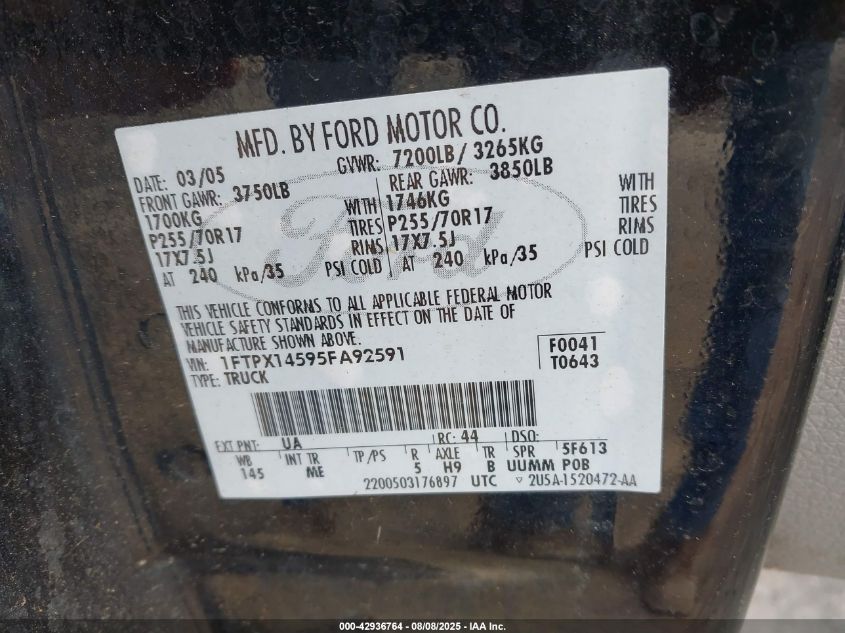 MFD. BY FORD MOTOR CO.
DATE: 03/05 GVWR: 7200LB/ 3265KG
FRONT GAWR: 3750LB REAR GAWR: 3850LB
1700KG WITH 1746KG WITH
P255/70R17 TIRES P255/70R17 TIRES
17X7.5J RIMS 17X7.5J RIMS
AT 240 kPa/35 PSI COLD AT 240 kPa/35 PSI COLD
Ford
THIS VEHICLE CONFORMS TO ALL APPLICABLE FEDERAL MOTOR
VEHICLE SAFETY STANDARDS IN EFFECT ON THE DATE OF
MANUFACTURE SHOWN ABOVE.
VIN: 1FTPX14595FA92591 F0041
TYPE: TRUCK T0643
EXT PNT: UA RC: 44 DSO:
WB INT TR TP/PS R AXLE TR SPR 5F613
145 ME 5 H9 B UUMM POB
2200503176897 UTC ▽ 2U5A-1520472-AA
000-42936764 - 08/08/2025 - IAA Inc.